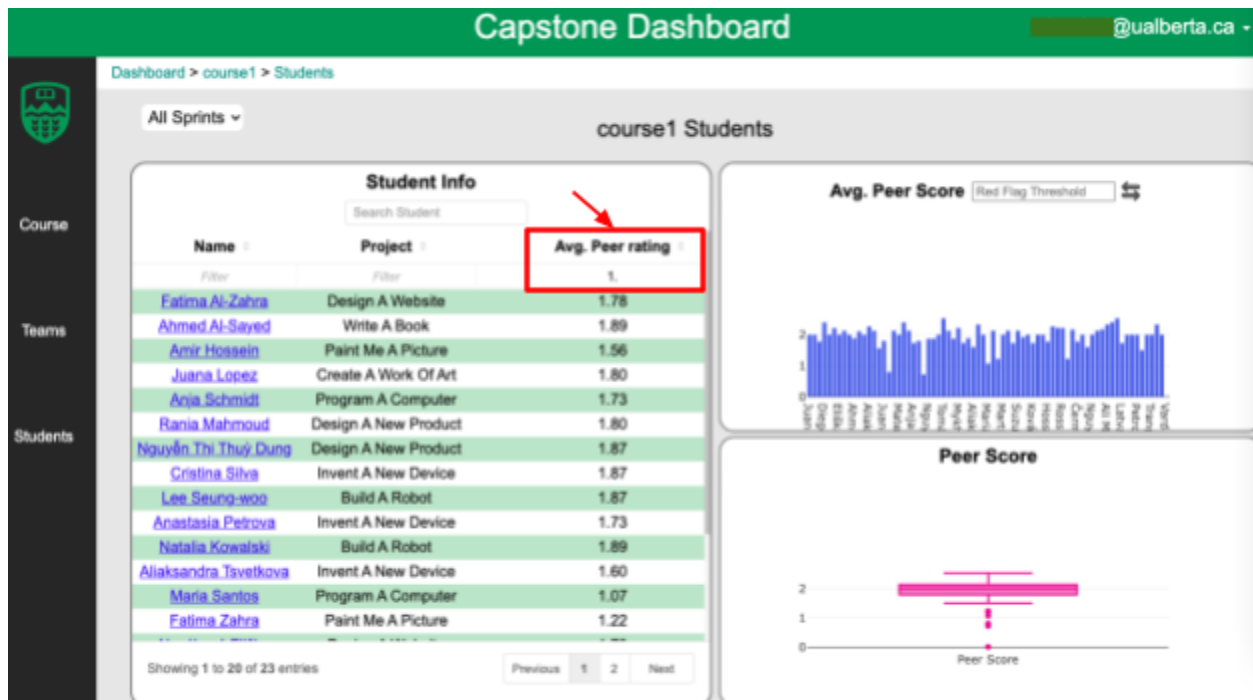 Capstone Dashboard
@ualberta.ca
Dashboard > course1 > Students
All Sprints
course1 Students
Course
Teams
Students
Student Info
Search Student
Name Project Avg. Peer rating
Filter Filter 1.
Fatima Al-Zahra Design A Website 1.78
Ahmed Al-Sayed Write A Book 1.89
Amir Hossein Paint Me A Picture 1.56
Juana Lopez Create A Work Of Art 1.80
Anja Schmidt Program A Computer 1.73
Rania Mahmoud Design A New Product 1.80
Nguyễn Thị Thuỳ Dung Design A New Product 1.87
Cristina Silva Invent A New Device 1.87
Lee Seung-woo Build A Robot 1.87
Anastasia Petrova Invent A New Device 1.73
Natalia Kowalski Build A Robot 1.89
Aliaksandra Tsvetkova Invent A New Device 1.60
Maria Santos Program A Computer 1.07
Fatima Zahra Paint Me A Picture 1.22
Showing 1 to 20 of 23 entries
Previous 1 2 Next
Avg. Peer Score Red Flag Threshold
2
1
0
Peer Score
2
1
0
Peer Score